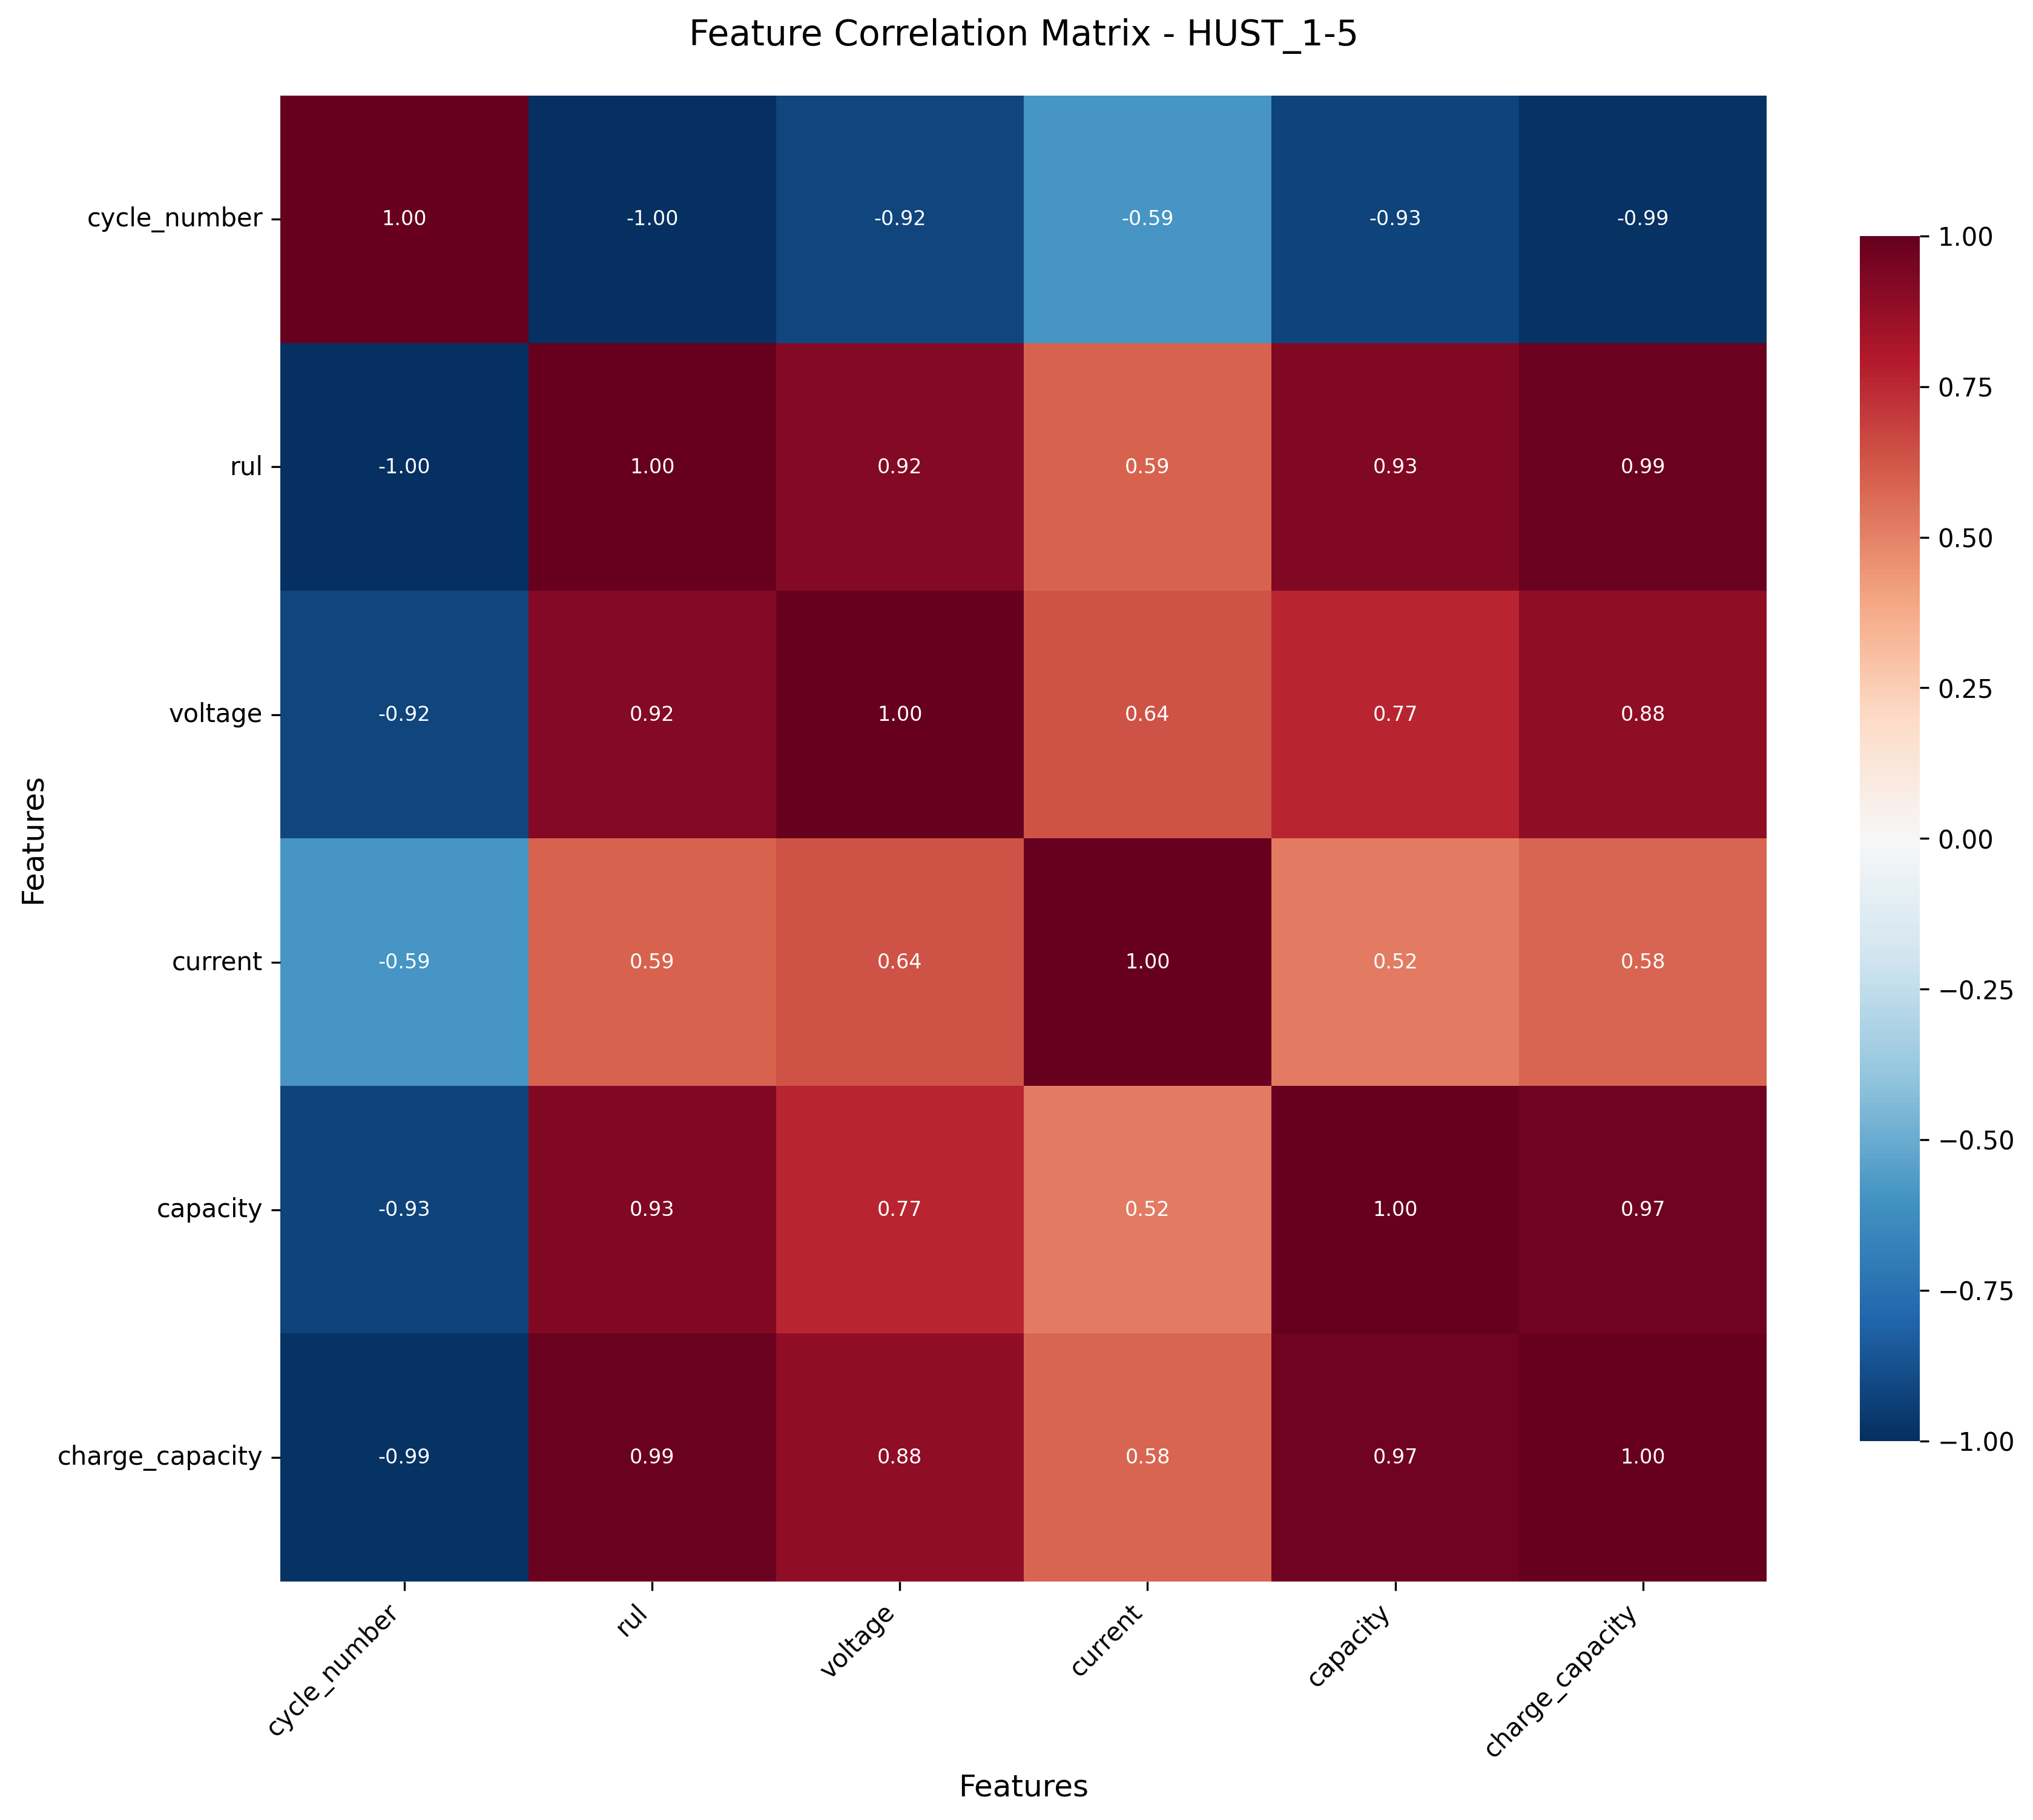 Feature Correlation Matrix - HUST_1-5
Features
cycle_number 1.00 -1.00 -0.92 -0.59 -0.93 -0.99
rul -1.00 1.00 0.92 0.59 0.93 0.99
voltage -0.92 0.92 1.00 0.64 0.77 0.88
current -0.59 0.59 0.64 1.00 0.52 0.58
capacity -0.93 0.93 0.77 0.52 1.00 0.97
charge_capacity -0.99 0.99 0.88 0.58 0.97 1.00
cycle_number rul voltage current capacity charge_capacity
Features
1.00
0.75
0.50
0.25
0.00
−0.25
−0.50
−0.75
−1.00